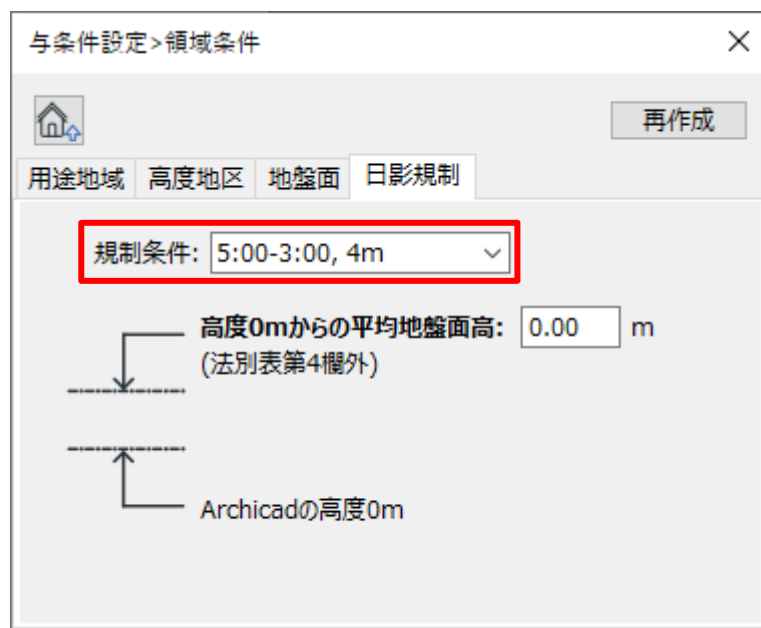 与条件設定>領域条件
再作成
用途地域 高度地区 地盤面 日影規制
規制条件: 5:00-3:00, 4m
高度0mからの平均地盤面高: 0.00 m
(法別表第4欄外)
Archicadの高度0m